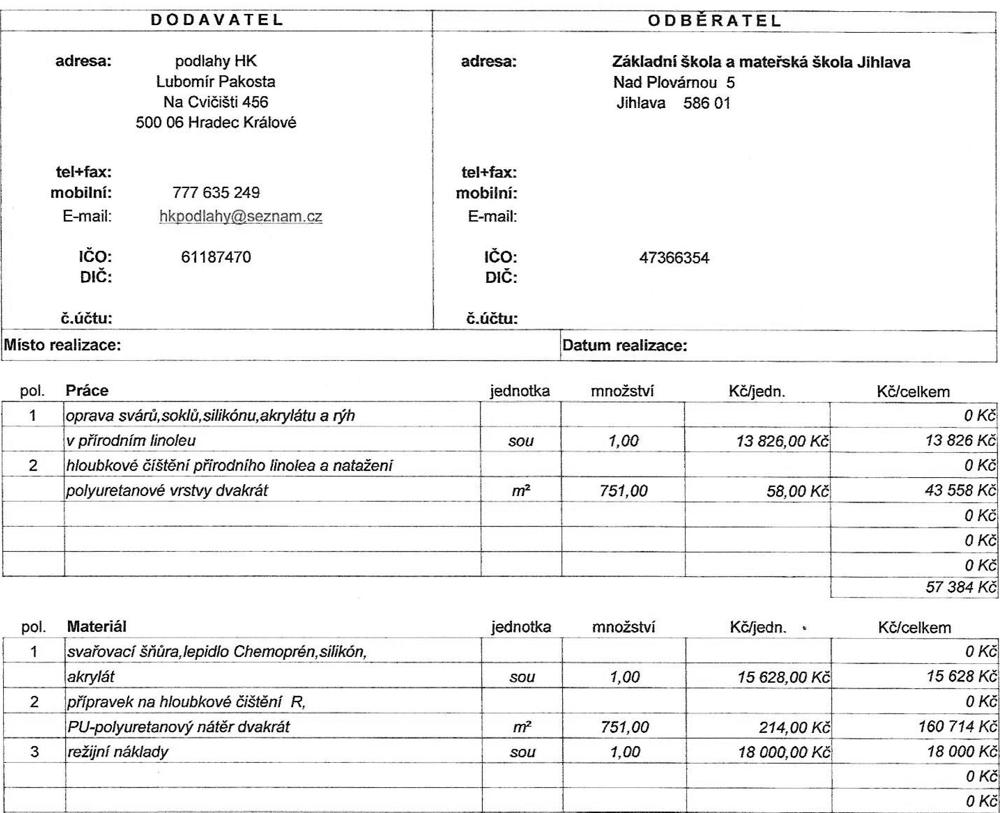 DODAVATEL
adresa: podlahy HK
Lubomír Pakosta
Na Cvičišti 456
500 06 Hradec Králové
tel+fax:
mobilní: 777 635 249
E-mail: hkpodlahy@seznam.cz
IČO: 61187470
DIČ:
č.účtu:
ODBĚRATEL
adresa: Základní škola a mateřská škola Jihlava
Nad Plovárnou 5
Jihlava 586 01
tel+fax:
mobilní:
E-mail:
IČO: 47366354
DIČ:
č.účtu:
Místo realizace: Datum realizace:
pol. Práce jednotka množství Kč/jedn. Kč/celkem
1 oprava svárů,soklů,silikónu,akrylátu a rýh 0 Kč
v přírodním linoleu sou 1,00 13 826,00 Kč 13 826 Kč
2 hloubkové číštění přírodního linolea a natažení 0 Kč
polyuretanové vrstvy dvakrát m² 751,00 58,00 Kč 43 558 Kč
0 Kč
0 Kč
0 Kč
57 384 Kč
pol. Materiál jednotka množství Kč/jedn. Kč/celkem
1 svařovací šňůra,lepidlo Chemoprén,silikón, 0 Kč
akrylát sou 1,00 15 628,00 Kč 15 628 Kč
2 přípravek na hloubkové čištění R, 0 Kč
PU-polyuretanový nátěr dvakrát m² 751,00 214,00 Kč 160 714 Kč
3 režijní náklady sou 1,00 18 000,00 Kč 18 000 Kč
0 Kč
0 Kč